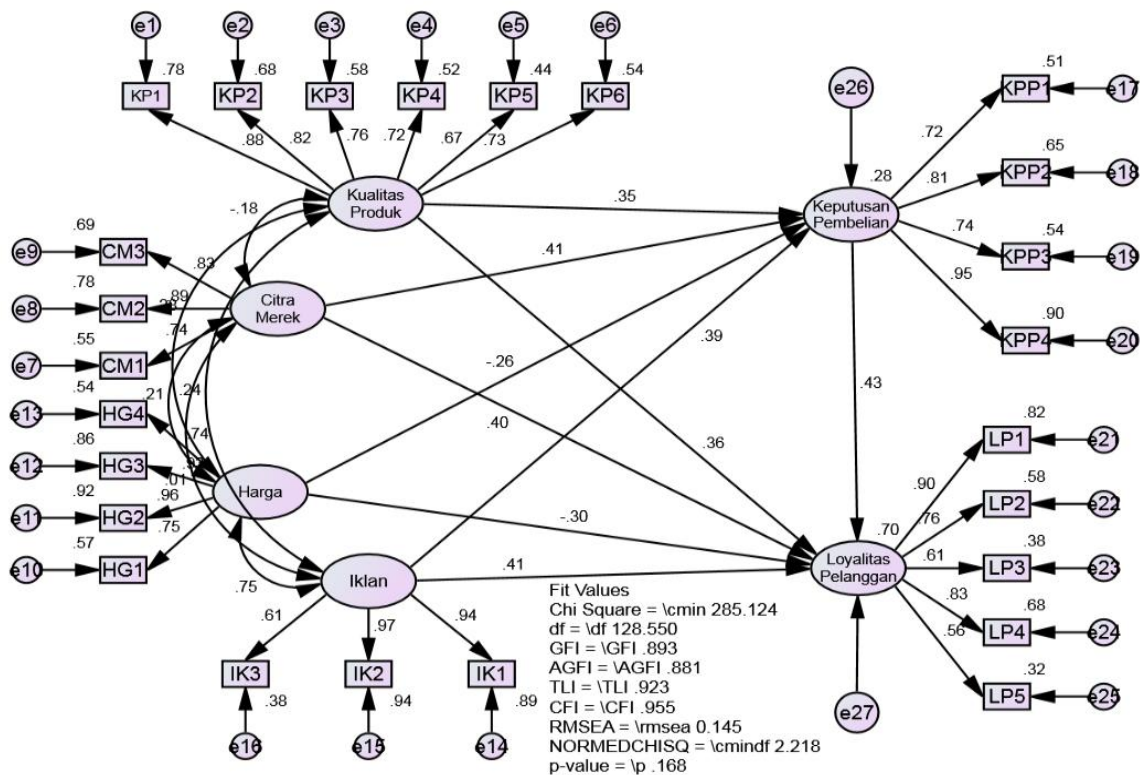 e1
e2
e3
e4
e5
e6
.78
.68
.58
.52
.44
.54
KP1
KP2
KP3
KP4
KP5
KP6
.88
.82
.76
.72
.67
.73
Kualitas
Produk
-.18
.69
e9
CM3
.83
.78
e8
CM2
.89
Citra
Merek
.55
e7
CM1
.74
.54
e13
HG4
.21
.24
.74
.86
e12
HG3
.01
.92
e11
HG2
.96
Harga
.57
e10
HG1
.75
.75
Iklan
.61
.97
.94
IK3
.38
IK2
.94
IK1
.89
e16
e15
e14
.35
.41
.39
-.26
.40
.36
-.30
.41
.43
e26
.28
Keputusan
Pembelian
.51
KPP1
e17
.72
.65
KPP2
e18
.81
.54
KPP3
e19
.74
.90
KPP4
e20
.95
.70
Loyalitas
Pelanggan
.82
LP1
e21
.90
.58
LP2
e22
.76
.38
LP3
e23
.61
.68
LP4
e24
.83
.32
LP5
e25
.56
e27
Fit Values
Chi Square = \cmin 285.124
df = \df 128.550
GFI = \GFI .893
AGFI = \AGFI .881
TLI = \TLI .923
CFI = \CFI .955
RMSEA = \rmsea 0.145
NORMEDCHISQ = \cmindf 2.218
p-value = \p .168